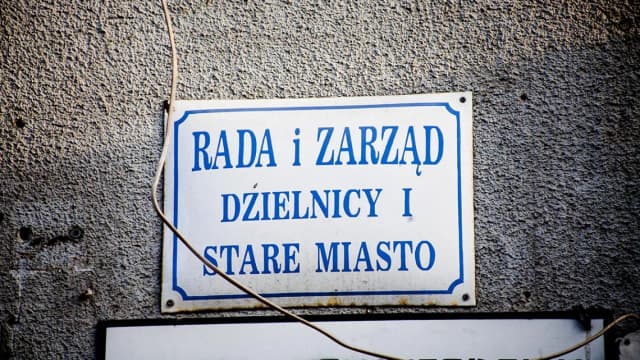 RADA i ZARZĄD
DZIELNICY I
STARE MIASTO